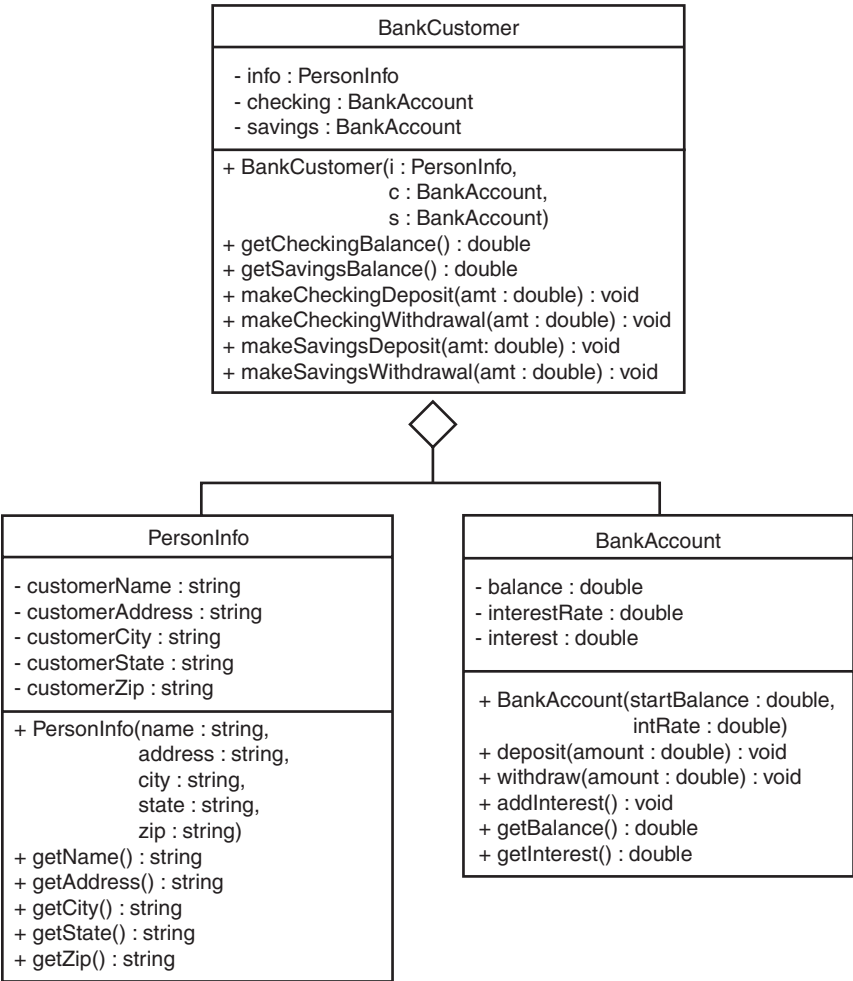 BankCustomer
- info : PersonInfo
- checking : BankAccount
- savings : BankAccount
+ BankCustomer(i : PersonInfo,
c : BankAccount,
s : BankAccount)
+ getCheckingBalance() : double
+ getSavingsBalance() : double
+ makeCheckingDeposit(amt : double) : void
+ makeCheckingWithdrawal(amt : double) : void
+ makeSavingsDeposit(amt: double) : void
+ makeSavingsWithdrawal(amt : double) : void
PersonInfo
- customerName : string
- customerAddress : string
- customerCity : string
- customerState : string
- customerZip : string
+ PersonInfo(name : string,
address : string,
city : string,
state : string,
zip : string)
+ getName() : string
+ getAddress() : string
+ getCity() : string
+ getState() : string
+ getZip() : string
BankAccount
- balance : double
- interestRate : double
- interest : double
+ BankAccount(startBalance : double,
intRate : double)
+ deposit(amount : double) : void
+ withdraw(amount : double) : void
+ addInterest() : void
+ getBalance() : double
+ getInterest() : double